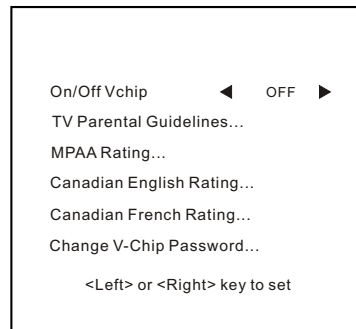 On/Off Vchip ◀ OFF ▶
TV Parental Guidelines...
MPAA Rating...
Canadian English Rating...
Canadian French Rating...
Change V-Chip Password...
<Left> or <Right> key to set